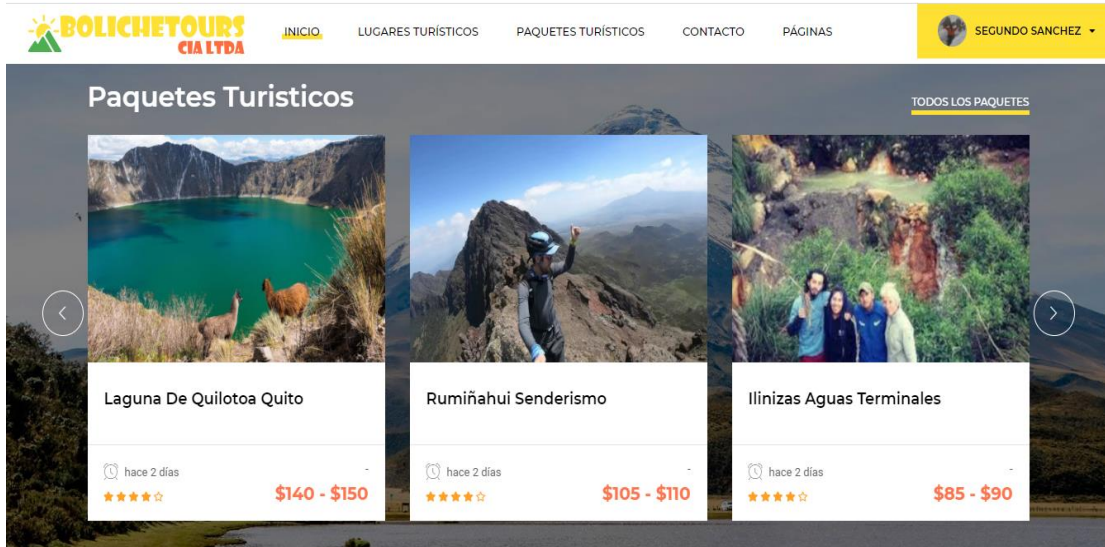 BOLICHETOURS
CIA LTDA
INICIO
LUGARES TURÍSTICOS
PAQUETES TURÍSTICOS
CONTACTO
PÁGINAS
SEGUNDO SANCHEZ
Paquetes Turisticos
TODOS LOS PAQUETES
Laguna De Quilotoa Quito
Rumiñahui Senderismo
Ilinizas Aguas Terminales
hace 2 días -
$140 - $150
hace 2 días -
$105 - $110
hace 2 días -
$85 - $90